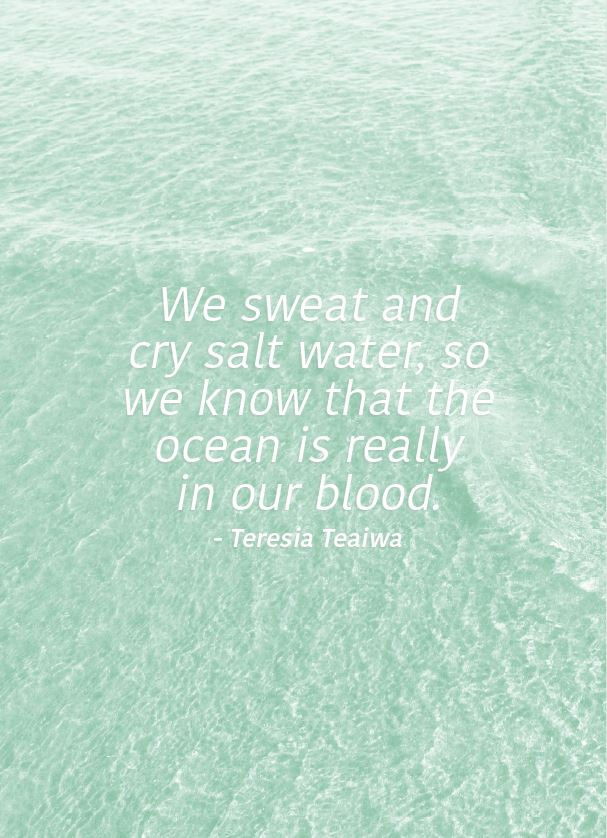 We sweat and
cry salt water, so
we know that the
ocean is really
in our blood.
- Teresia Teaiwa